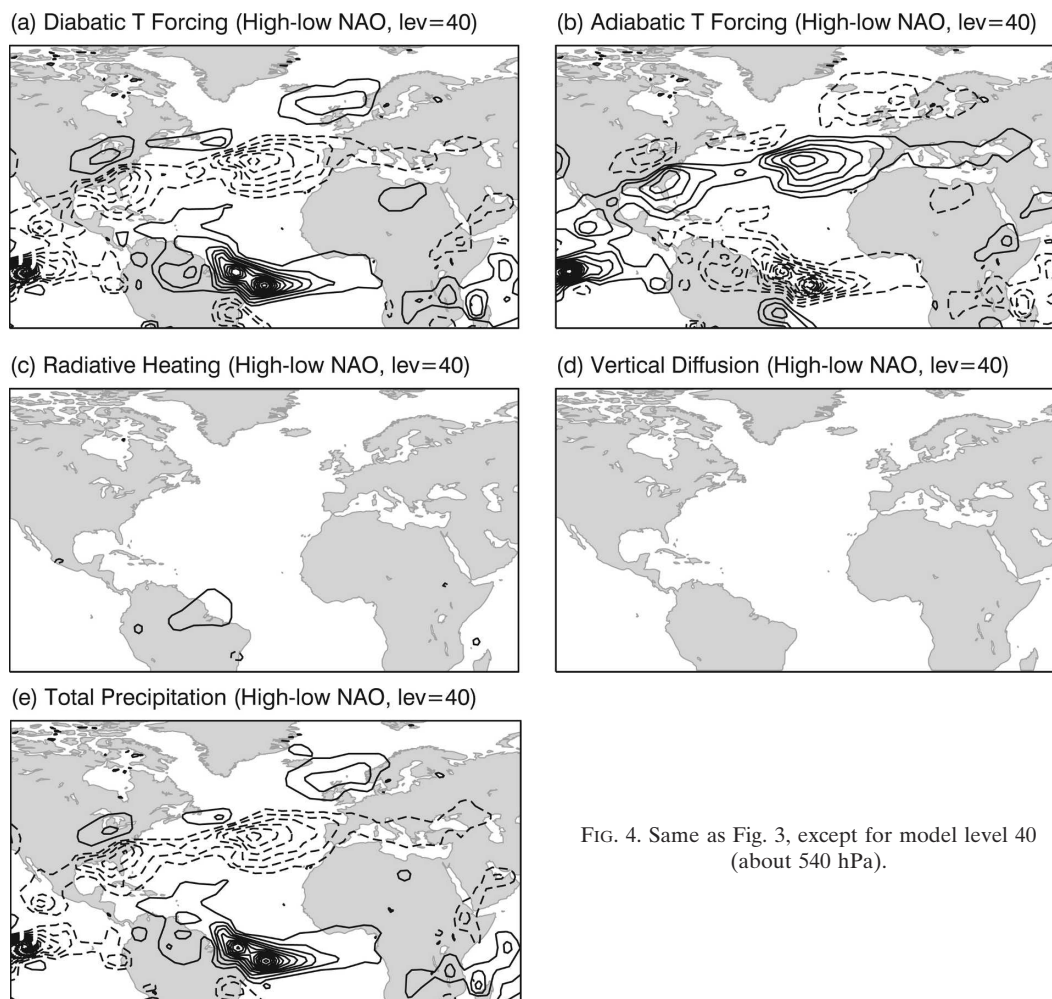 (a) Diabatic T Forcing (High-low NAO, lev=40)
(b) Adiabatic T Forcing (High-low NAO, lev=40)
(c) Radiative Heating (High-low NAO, lev=40)
(d) Vertical Diffusion (High-low NAO, lev=40)
(e) Total Precipitation (High-low NAO, lev=40)
FIG. 4. Same as Fig. 3, except for model level 40
(about 540 hPa).